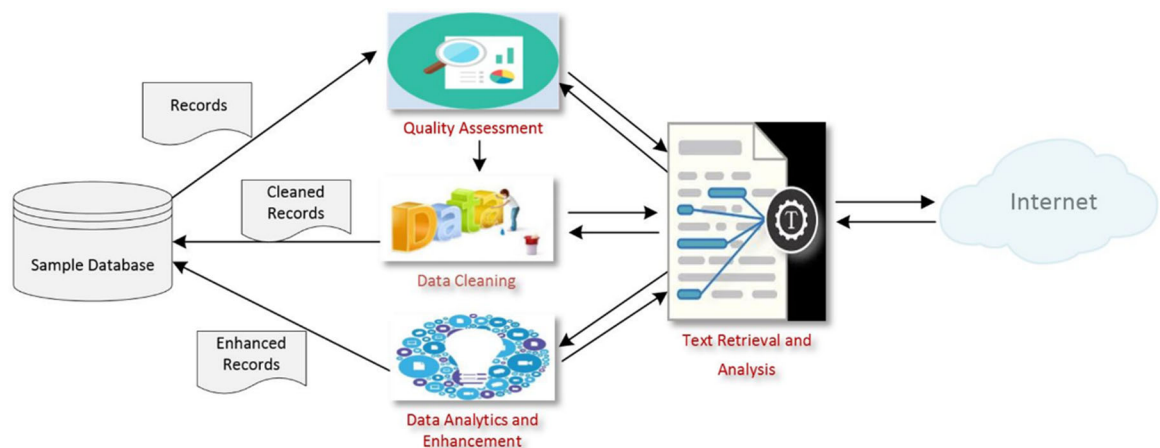 Records
Quality Assessment
Cleaned
Records
Data
Internet
Sample Database
Data Cleaning
T
Enhanced
Records
Text Retrieval and
Analysis
Data Analytics and
Enhancement